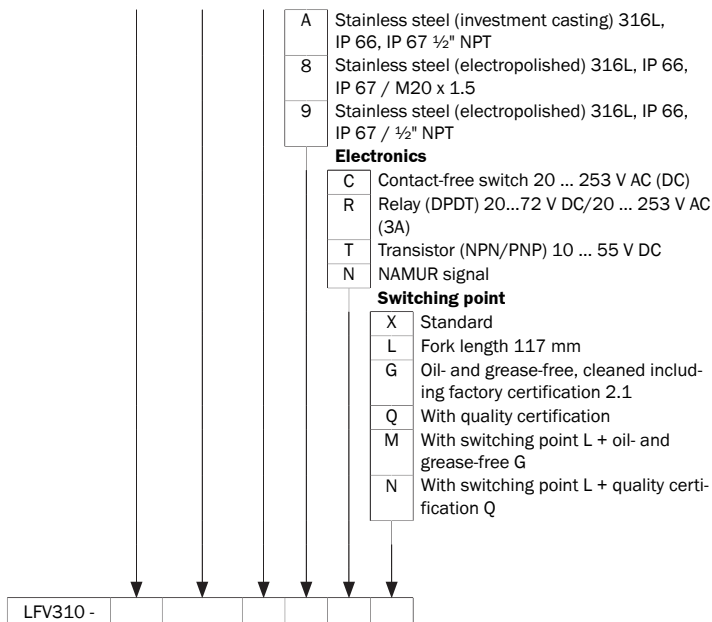 A Stainless steel (investment casting) 316L,
IP 66, IP 67 ½" NPT
8 Stainless steel (electropolished) 316L, IP 66,
IP 67 / M20 x 1.5
9 Stainless steel (electropolished) 316L, IP 66,
IP 67 / ½" NPT
Electronics
C Contact-free switch 20 ... 253 V AC (DC)
R Relay (DPDT) 20...72 V DC/20 ... 253 V AC
(3A)
T Transistor (NPN/PNP) 10 ... 55 V DC
N NAMUR signal
Switching point
X Standard
L Fork length 117 mm
G Oil- and grease-free, cleaned includ-
ing factory certification 2.1
Q With quality certification
M With switching point L + oil- and
grease-free G
N With switching point L + quality certi-
fication Q
LFV310 -